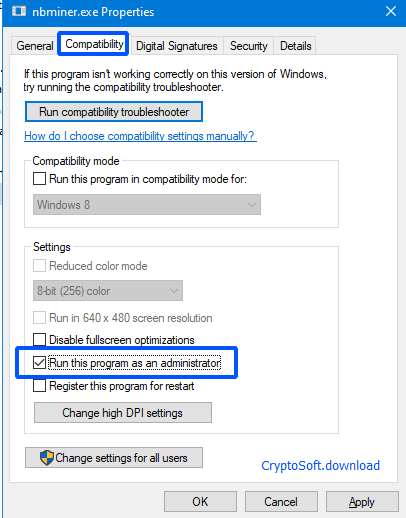 nbminer.exe Properties
General
Compatibility
Digital Signatures
Security
Details
If this program isn't working correctly on this version of Windows,
try running the compatibility troubleshooter.
Run compatibility troubleshooter
How do I choose compatibility settings manually?
Compatibility mode
Run this program in compatibility mode for:
Windows 8
Settings
Reduced color mode
8-bit (256) color
Run in 640 x 480 screen resolution
Disable fullscreen optimizations
Run this program as an administrator
Register this program for restart
Change high DPI settings
Change settings for all users
CryptoSoft.download
OK
Cancel
Apply